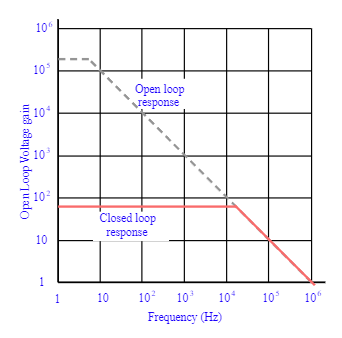 10⁶
10⁵
10⁴
10³
10²
10
1
Open Loop Voltage gain
Open loop
response
Closed loop
response
1 10 10² 10³ 10⁴ 10⁵ 10⁶
Frequency (Hz)